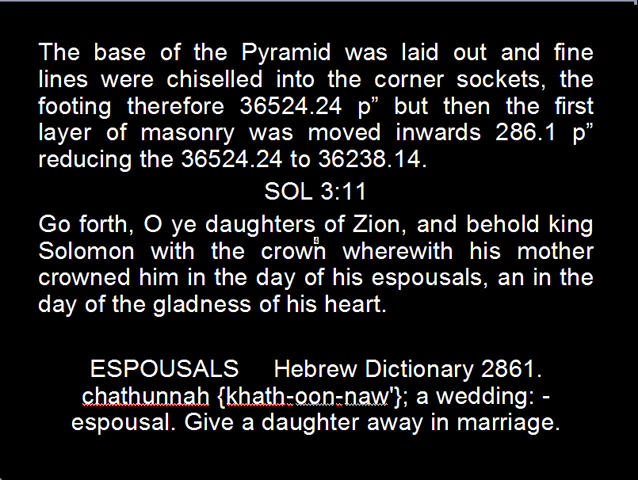 The base of the Pyramid was laid out and fine
lines were chiselled into the corner sockets, the
footing therefore 36524.24 p” but then the first
layer of masonry was moved inwards 286.1 p”
reducing the 36524.24 to 36238.14.
SOL 3:11
Go forth, O ye daughters of Zion, and behold king
Solomon with the crown wherewith his mother
crowned him in the day of his espousals, an in the
day of the gladness of his heart.
ESPOUSALS Hebrew Dictionary 2861.
chathunnah {khath-oon-naw'}; a wedding: -
espousal. Give a daughter away in marriage.